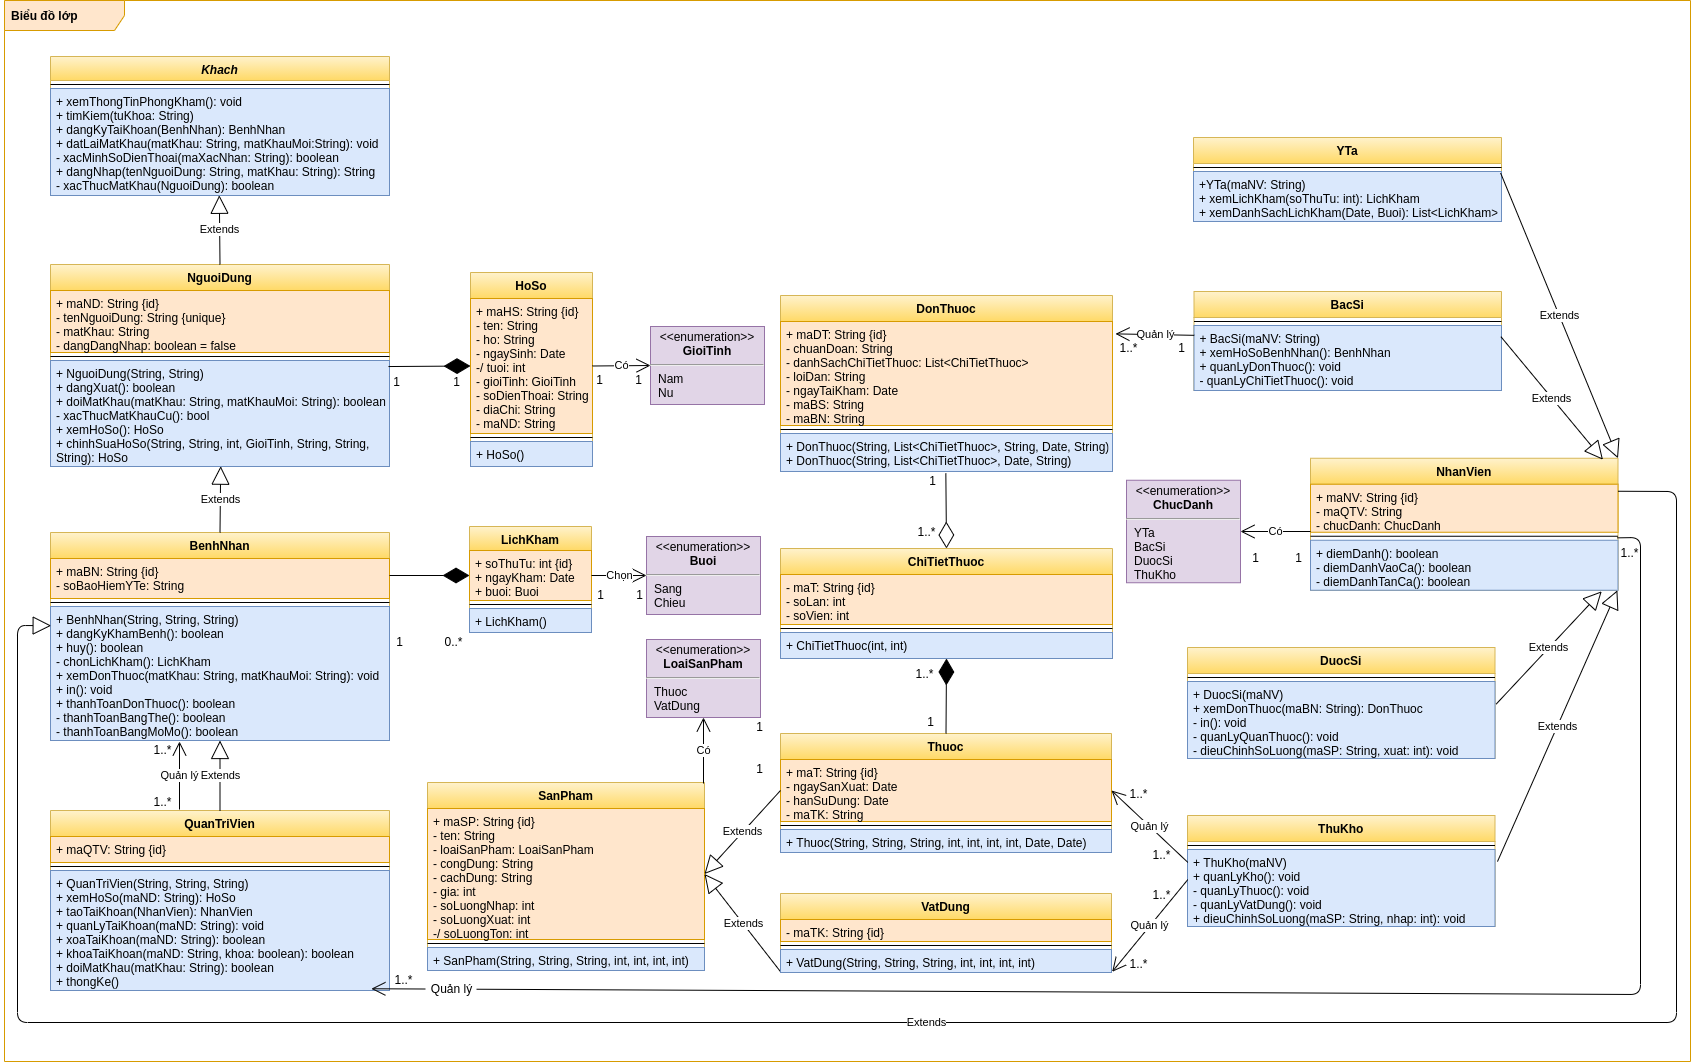 Biểu đồ lớp
Khach
+ xemThongTinPhongKham(): void
+ timKiem(tuKhoa: String)
+ dangKyTaiKhoan(BenhNhan): BenhNhan
+ datLaiMatKhau(matKhau: String, matKhauMoi:String): void
- xacMinhSoDienThoai(maXacNhan: String): boolean
+ dangNhap(tenNguoiDung: String, matKhau: String): String
- xacThucMatKhau(NguoiDung): boolean
Extends
NguoiDung
+ maND: String {id}
- tenNguoiDung: String {unique}
- matKhau: String
- dangDangNhap: boolean = false
+ NguoiDung(String, String)
+ dangXuat(): boolean
+ doiMatKhau(matKhau: String, matKhauMoi: String): boolean
- xacThucMatKhauCu(): bool
+ xemHoSo(): HoSo
+ chinhSuaHoSo(String, String, int, GioiTinh, String, String,
String): HoSo
1
1
Extends
HoSo
+ maHS: String {id}
- ten: String
- ho: String
- ngaySinh: Date
-/ tuoi: int
- gioiTinh: GioiTinh
- soDienThoai: String
- diaChi: String
- maND: String
+ HoSo()
Có
1
1
<<enumeration>>
GioiTinh
Nam
Nu
BenhNhan
+ maBN: String {id}
- soBaoHiemYTe: String
+ BenhNhan(String, String, String)
+ dangKyKhamBenh(): boolean
+ huy(): boolean
- chonLichKham(): LichKham
+ xemDonThuoc(matKhau: String, matKhauMoi: String): void
+ in(): void
+ thanhToanDonThuoc(): boolean
- thanhToanBangThe(): boolean
- thanhToanBangMoMo(): boolean
1
0..*
LichKham
+ soThuTu: int {id}
+ ngayKham: Date
+ buoi: Buoi
+ LichKham()
Chọn
1
1
<<enumeration>>
Buoi
Sang
Chieu
<<enumeration>>
LoaiSanPham
Thuoc
VatDung
1
Có
1
1..*
Quản lý
Extends
1..*
QuanTriVien
+ maQTV: String {id}
+ QuanTriVien(String, String, String)
+ xemHoSo(maND: String): HoSo
+ taoTaiKhoan(NhanVien): NhanVien
+ quanLyTaiKhoan(maND: String): void
+ xoaTaiKhoan(maND: String): boolean
+ khoaTaiKhoan(maND: String, khoa: boolean): boolean
+ doiMatKhau(matKhau: String): boolean
+ thongKe()
1..*
Quản lý
SanPham
+ maSP: String {id}
- ten: String
- loaiSanPham: LoaiSanPham
- congDung: String
- cachDung: String
- gia: int
- soLuongNhap: int
- soLuongXuat: int
-/ soLuongTon: int
+ SanPham(String, String, String, int, int, int, int)
Extends
Extends
DonThuoc
+ maDT: String {id}
- chuanDoan: String
- danhSachChiTietThuoc: List<ChiTietThuoc>
- loiDan: String
- ngayTaiKham: Date
- maBS: String
- maBN: String
+ DonThuoc(String, List<ChiTietThuoc>, String, Date, String)
+ DonThuoc(String, List<ChiTietThuoc>, Date, String)
1
1..*
ChiTietThuoc
- maT: String {id}
- soLan: int
- soVien: int
+ ChiTietThuoc(int, int)
1..*
1
Thuoc
+ maT: String {id}
- ngaySanXuat: Date
- hanSuDung: Date
- maTK: String
+ Thuoc(String, String, String, int, int, int, int, Date, Date)
VatDung
- maTK: String {id}
+ VatDung(String, String, String, int, int, int, int)
YTa
+YTa(maNV: String)
+ xemLichKham(soThuTu: int): LichKham
+ xemDanhSachLichKham(Date, Buoi): List<LichKham>
Extends
BacSi
+ BacSi(maNV: String)
+ xemHoSoBenhNhan(): BenhNhan
+ quanLyDonThuoc(): void
- quanLyChiTietThuoc(): void
Quản lý
1..*
1
Extends
<<enumeration>>
ChucDanh
YTa
BacSi
DuocSi
ThuKho
Có
1
1
NhanVien
+ maNV: String {id}
- maQTV: String
- chucDanh: ChucDanh
+ diemDanh(): boolean
- diemDanhVaoCa(): boolean
- diemDanhTanCa(): boolean
1..*
Extends
DuocSi
+ DuocSi(maNV)
+ xemDonThuoc(maBN: String): DonThuoc
- in(): void
- quanLyQuanThuoc(): void
- dieuChinhSoLuong(maSP: String, xuat: int): void
Extends
ThuKho
+ ThuKho(maNV)
+ quanLyKho(): void
- quanLyThuoc(): void
- quanLyVatDung(): void
+ dieuChinhSoLuong(maSP: String, nhap: int): void
1..*
Quản lý
1..*
1..*
Quản lý
1..*
Extends